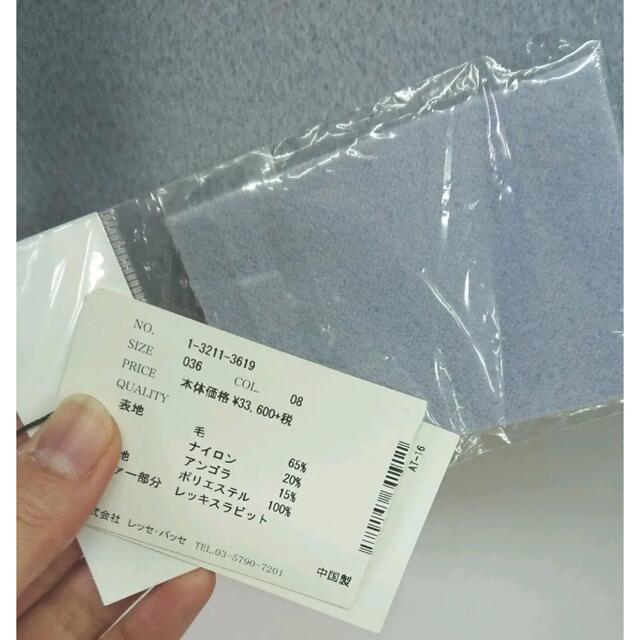 NO. 1-3211-3619
SIZE 036 COL. 08
PRICE 本体価格 ¥33,600+税
QUALITY
表地 毛 65%
ナイロン 20%
アンゴラ 15%
地 ポリエステル 100%
アー部分 レッキスラビット
式会社 レッセ・パッセ TEL.03-5790-7201
中国製
AT-16